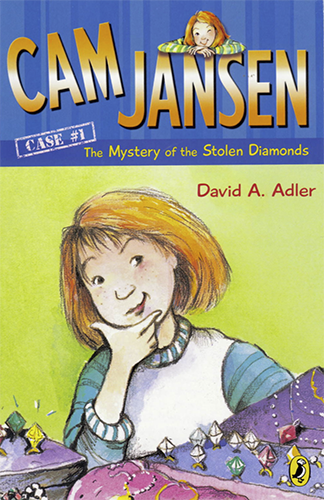 CAM
JANSEN
CASE #1
The Mystery of the Stolen Diamonds
David A. Adler